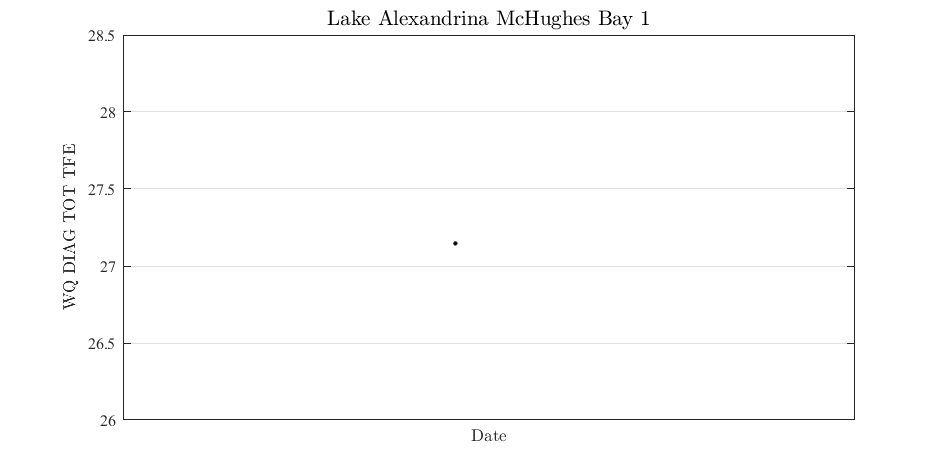 Lake Alexandrina McHughes Bay 1
28.5
28
27.5
27
26.5
26
WQ DIAG TOT TFE
Date